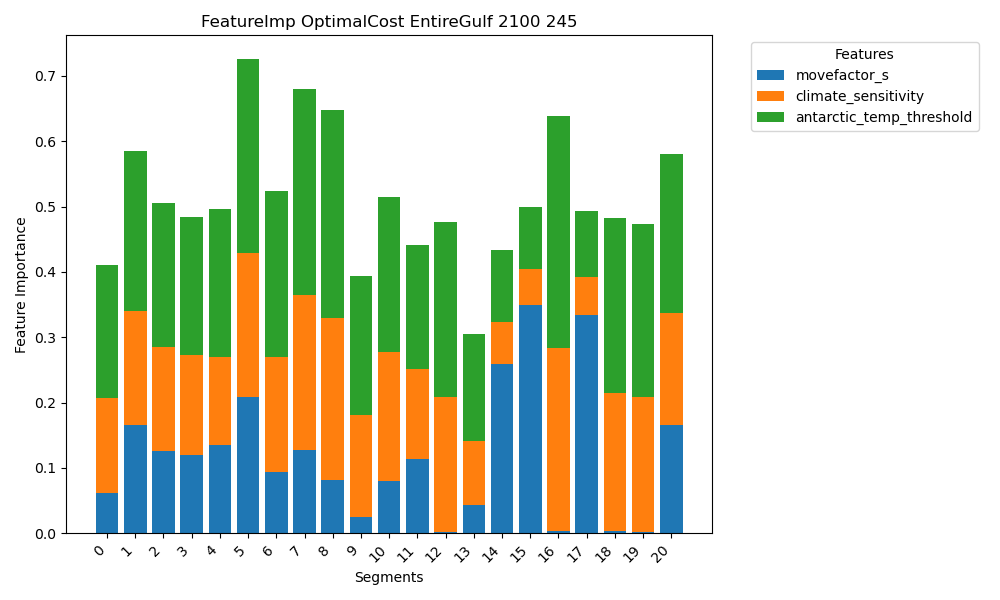 FeatureImp OptimalCost EntireGulf 2100 245
Features
movefactor_s
climate_sensitivity
antarctic_temp_threshold
Feature Importance
0.7
0.6
0.5
0.4
0.3
0.2
0.1
0.0
0 1 2 3 4 5 6 7 8 9 10 11 12 13 14 15 16 17 18 19 20
Segments